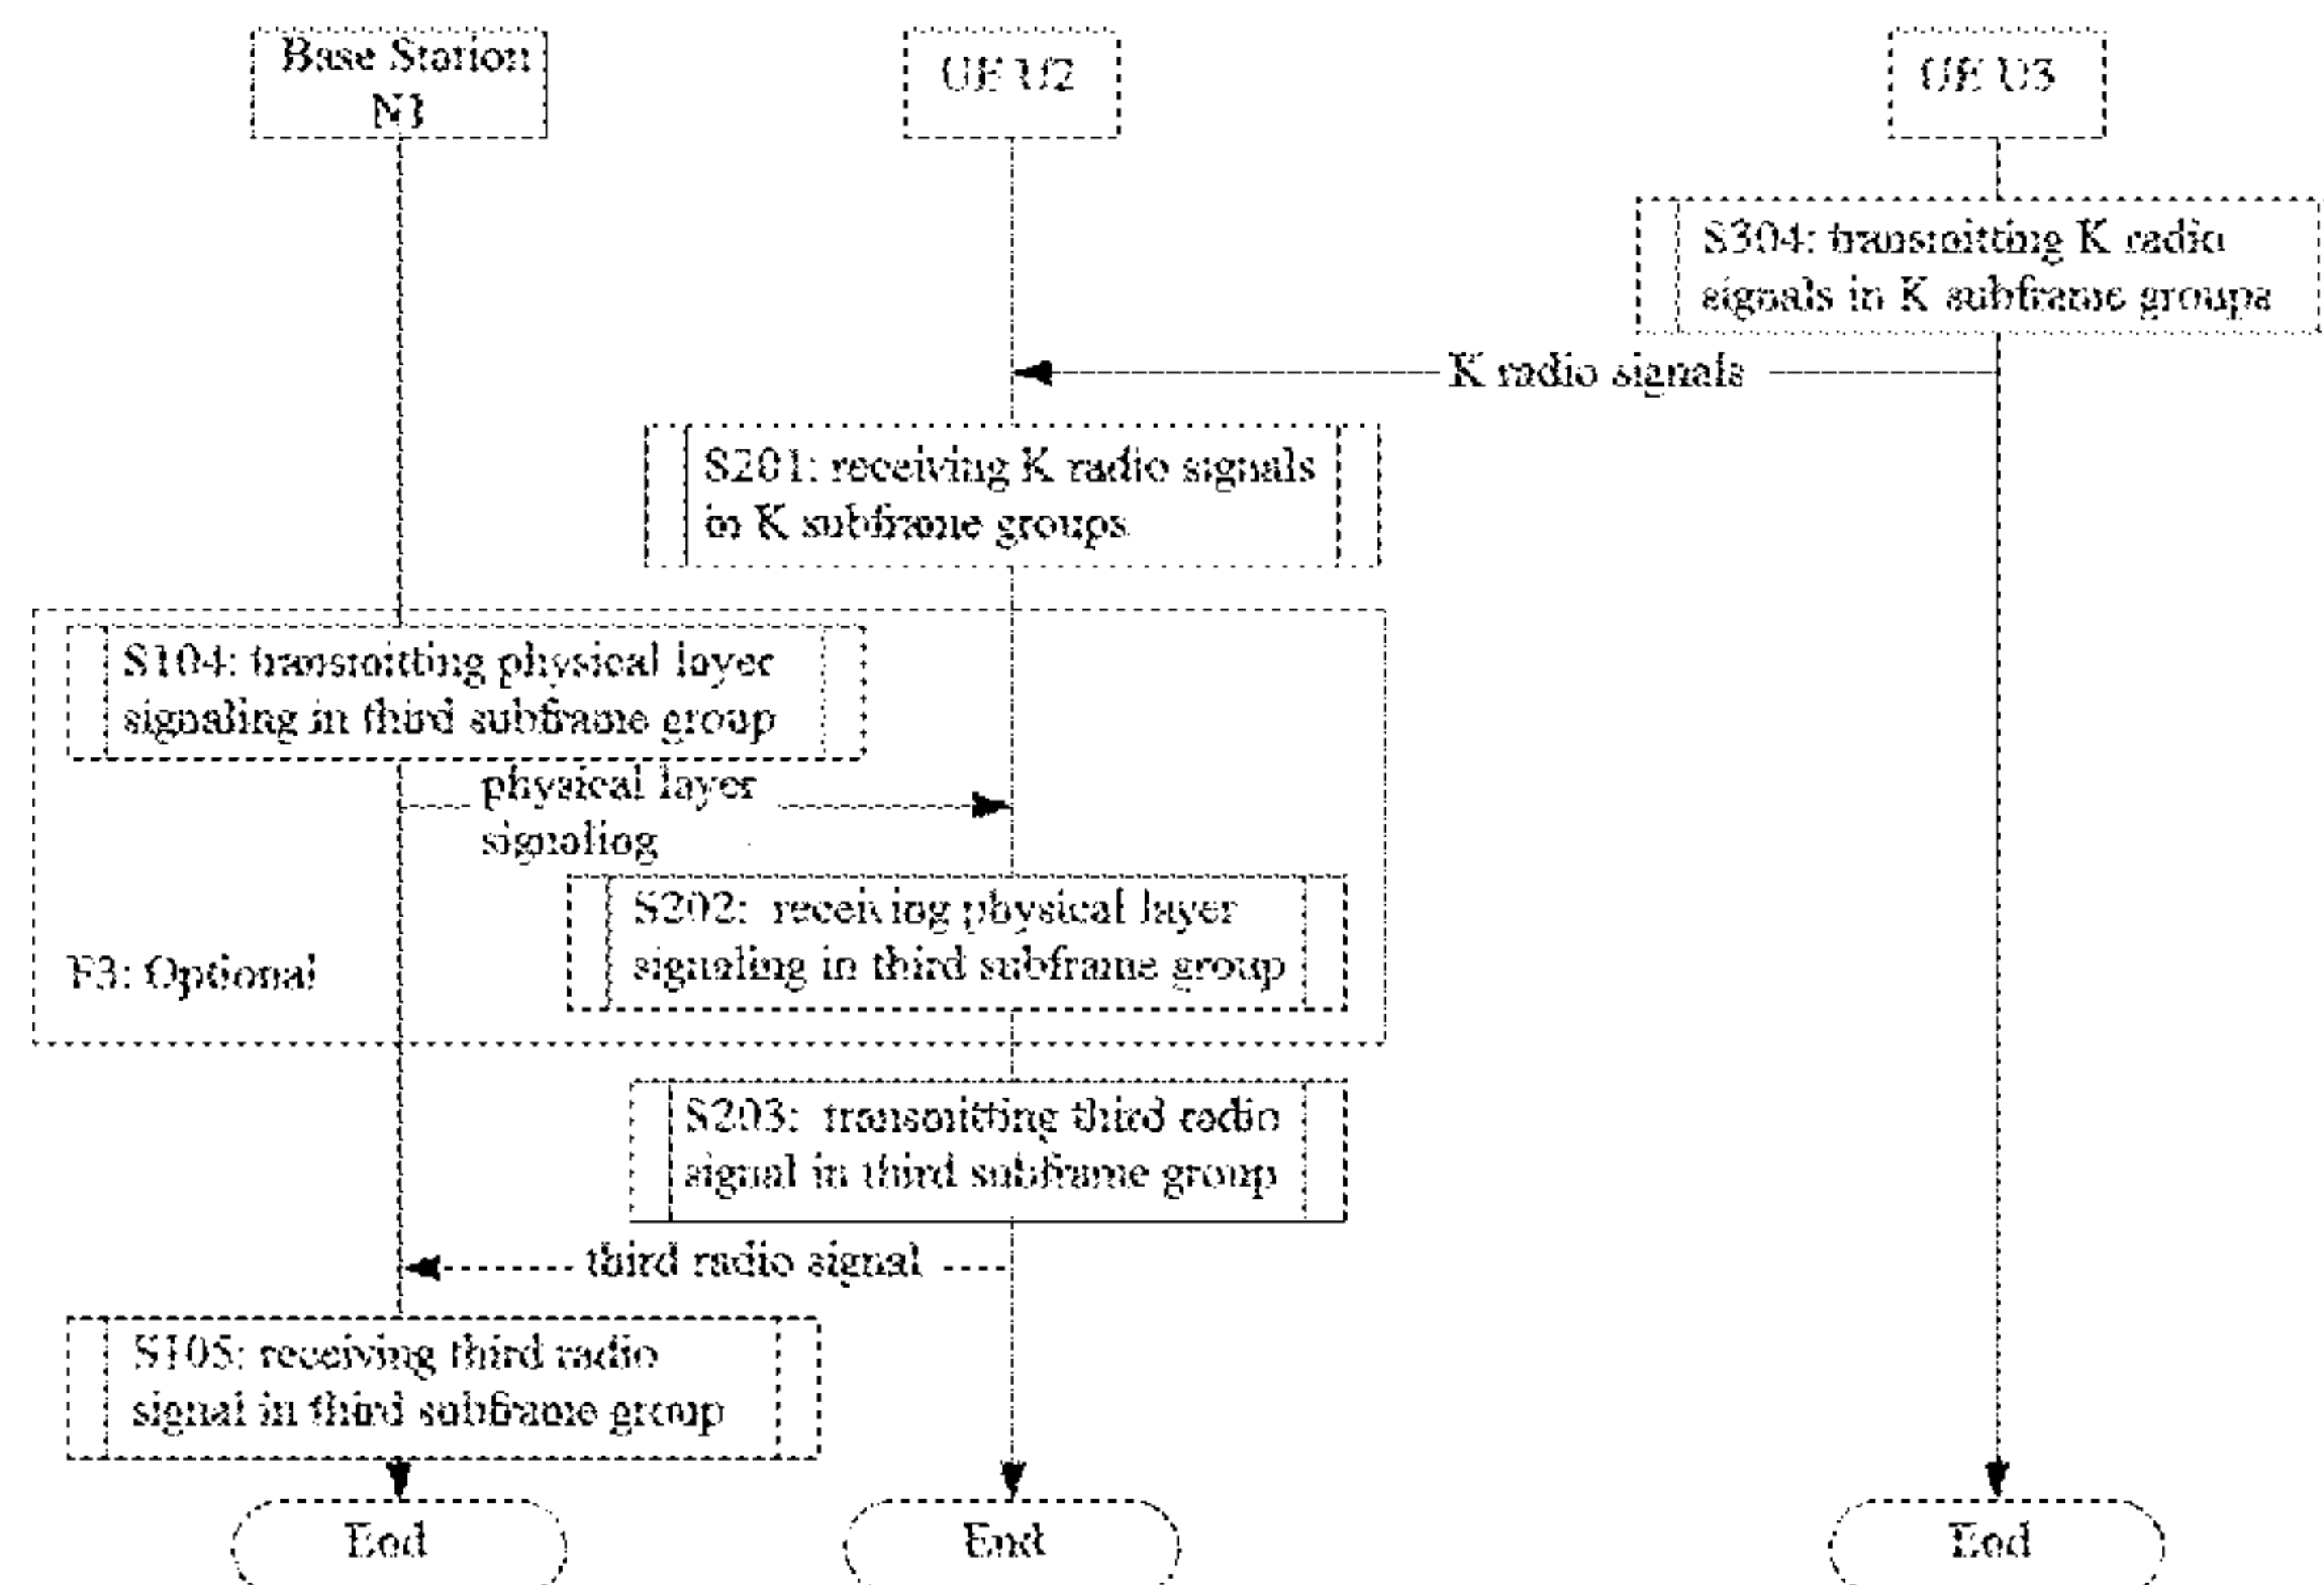 Base Station
N1
UE U2
UE U3
S304: transmitting K radio
signals in K subframe groups
K radio signals
S201: receiving K radio signals
in K subframe groups
S104: transmitting physical layer
signaling in third subframe group
physical layer
signaling
S202: receiving physical layer
signaling in third subframe group
F3: Optional
S203: transmitting third radio
signal in third subframe group
third radio signal
S105: receiving third radio
signal in third subframe group
End
End
End